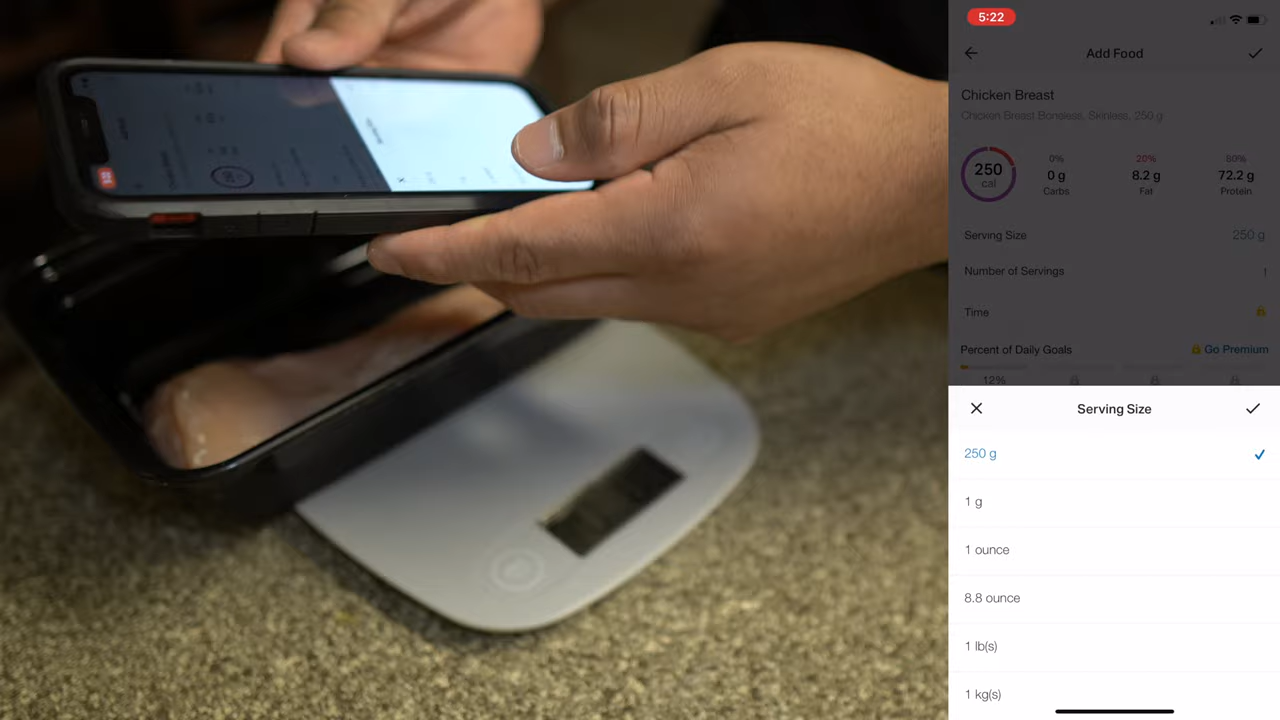 5:22
Add Food
Chicken Breast
Chicken Breast Boneless, Skinless, 250 g
250
cal
0%
0 g
Carbs
20%
8.2 g
Fat
80%
72.2 g
Protein
Serving Size
250 g
Number of Servings
1
Time
Percent of Daily Goals
Go Premium
12%
Serving Size
250 g
1 g
1 ounce
8.8 ounce
1 lb(s)
1 kg(s)